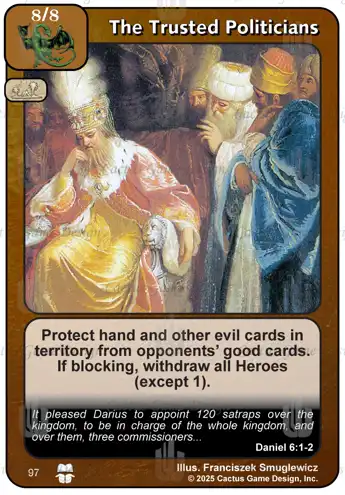 8/8
The Trusted Politicians
Protect hand and other evil cards in
territory from opponents' good cards.
If blocking, withdraw all Heroes
(except 1).
It pleased Darius to appoint 120 satraps over the
kingdom, to be in charge of the whole kingdom, and
over them, three commissioners...
Daniel 6:1-2
Illus. Franciszek Smuglewicz
97
© 2025 Cactus Game Design, Inc.